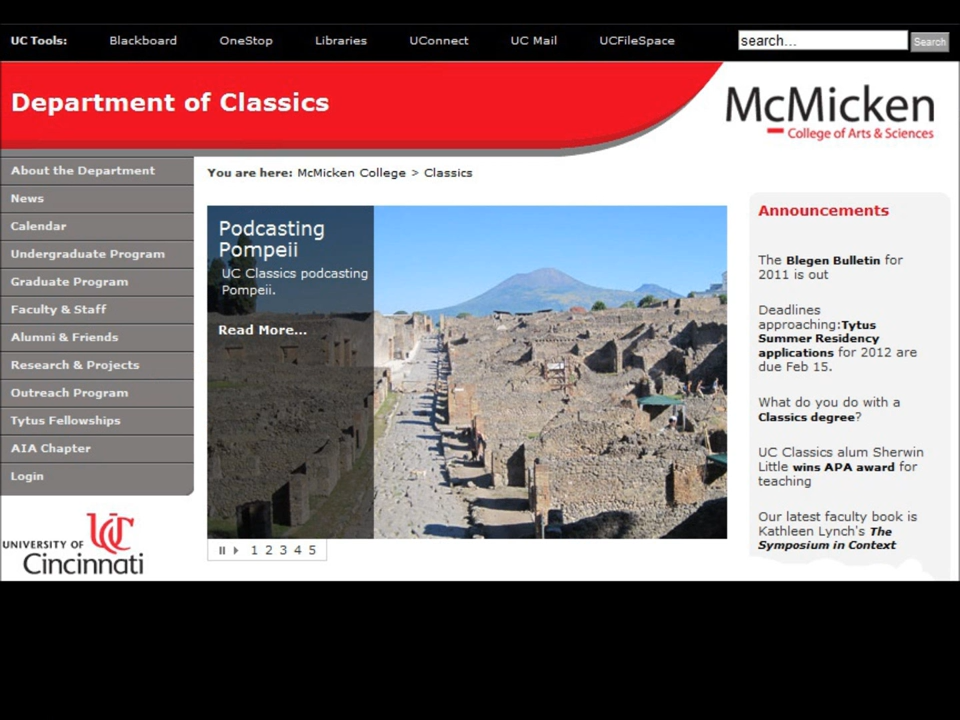 UC Tools: Blackboard OneStop Libraries UConnect UC Mail UCFileSpace search... Search
Department of Classics
McMicken
College of Arts & Sciences
About the Department
News
Calendar
Undergraduate Program
Graduate Program
Faculty & Staff
Alumni & Friends
Research & Projects
Outreach Program
Tytus Fellowships
AIA Chapter
Login
UNIVERSITY OF UC
Cincinnati
You are here: McMicken College > Classics
Podcasting
Pompeii
UC Classics podcasting
Pompeii.
Read More...
1 2 3 4 5
Announcements
The Blegen Bulletin for
2011 is out
Deadlines
approaching:Tytus
Summer Residency
applications for 2012 are
due Feb 15.
What do you do with a
Classics degree?
UC Classics alum Sherwin
Little wins APA award for
teaching
Our latest faculty book is
Kathleen Lynch's The
Symposium in Context